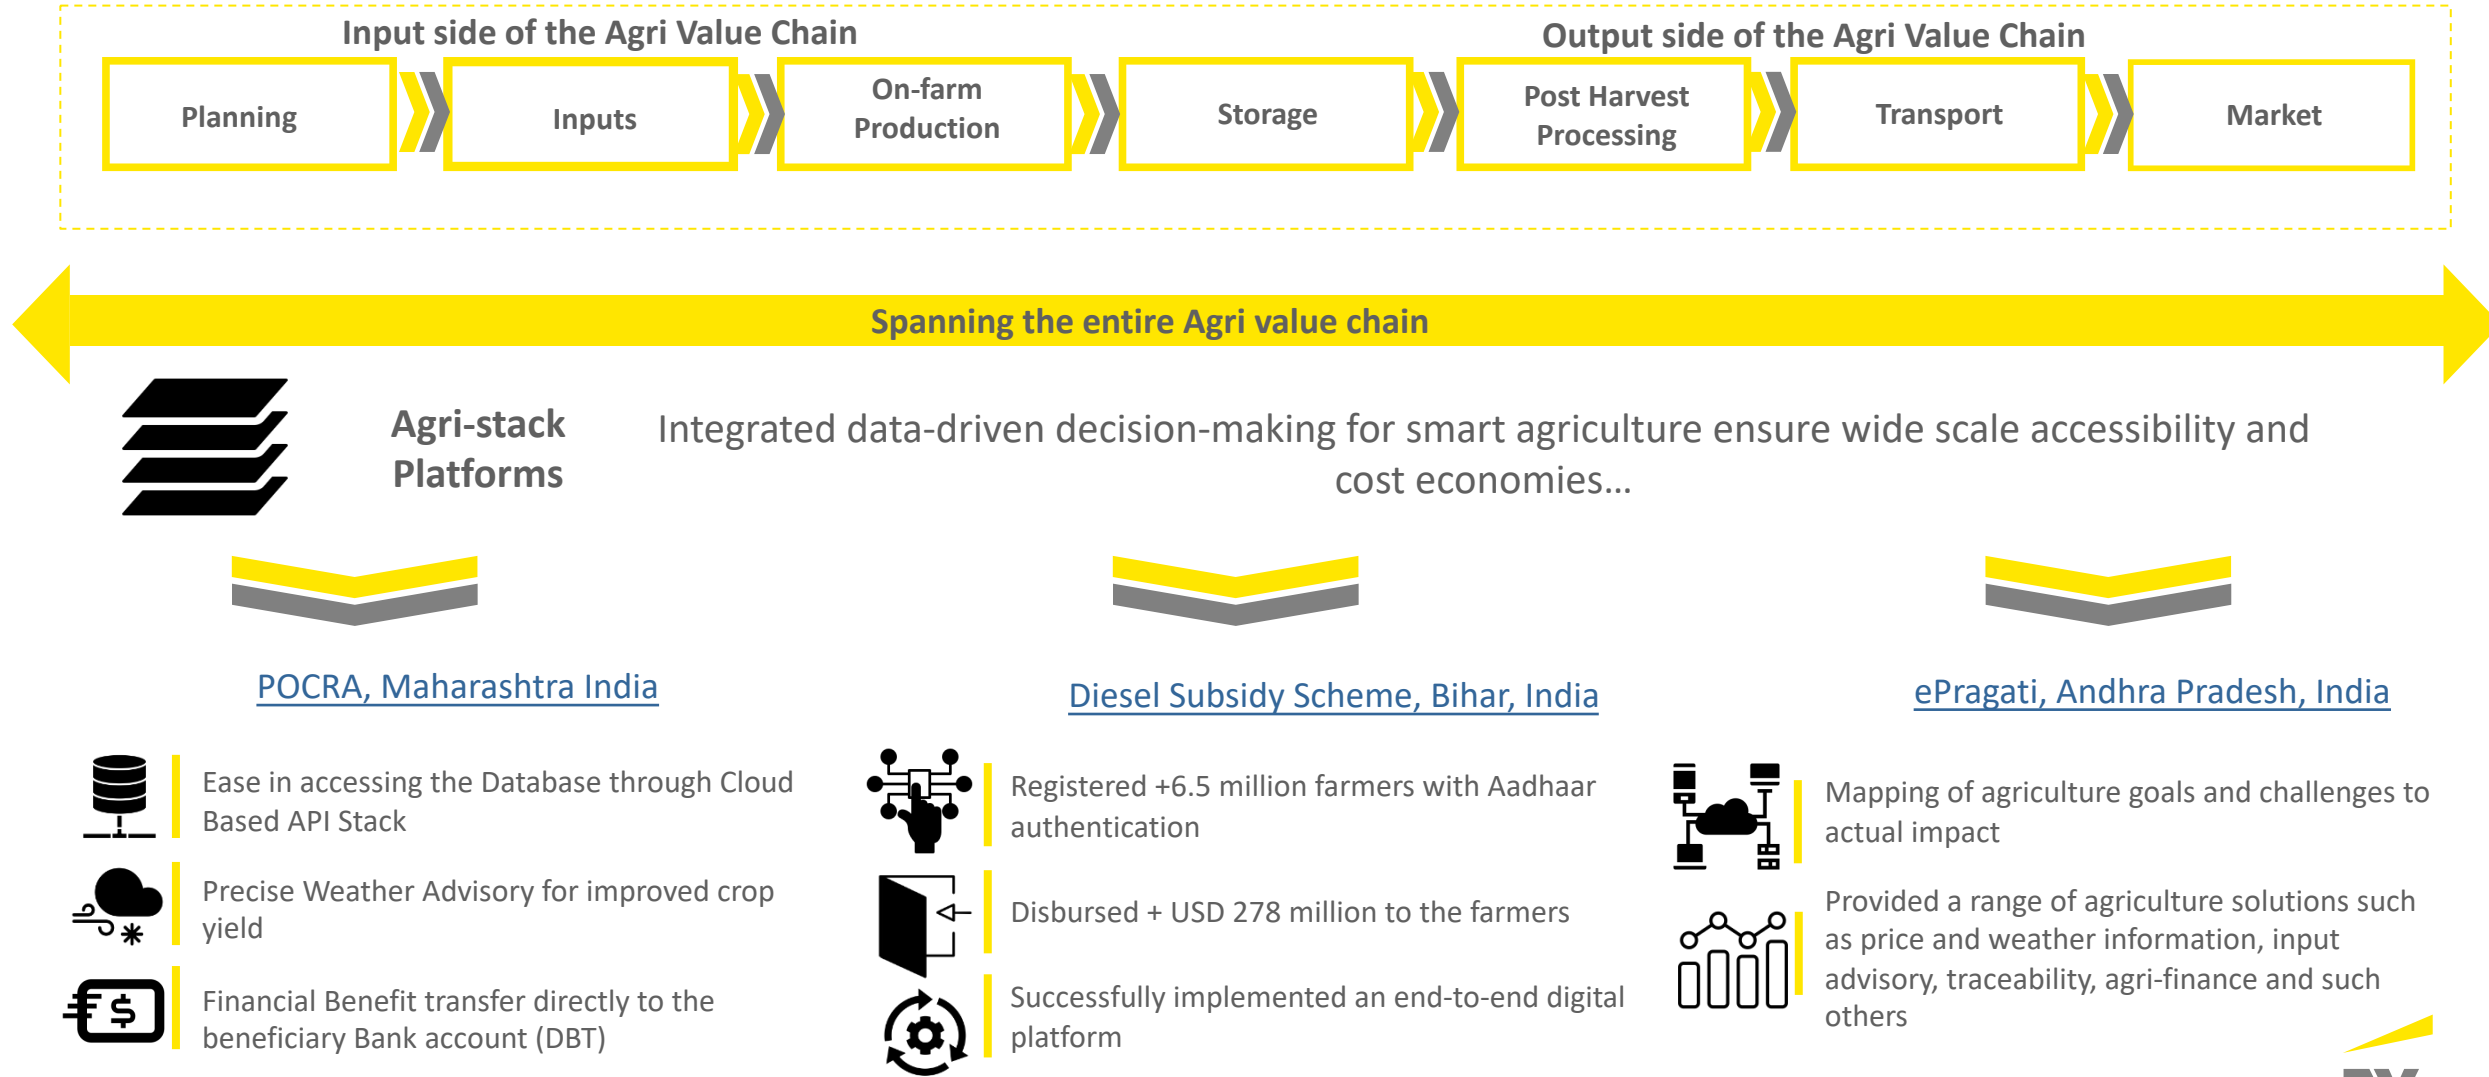 Input side of the Agri Value Chain
Output side of the Agri Value Chain
Planning
Inputs
On-farm
Production
Storage
Post Harvest
Processing
Transport
Market
Spanning the entire Agri value chain
Agri-stack
Platforms
Integrated data-driven decision-making for smart agriculture ensure wide scale accessibility and
cost economies...
POCRA, Maharashtra India
Ease in accessing the Database through Cloud
Based API Stack
Precise Weather Advisory for improved crop
yield
$
Financial Benefit transfer directly to the
beneficiary Bank account (DBT)
Diesel Subsidy Scheme, Bihar, India
Registered +6.5 million farmers with Aadhaar
authentication
Disbursed + USD 278 million to the farmers
Successfully implemented an end-to-end digital
platform
ePragati, Andhra Pradesh, India
Mapping of agriculture goals and challenges to
actual impact
Provided a range of agriculture solutions such
as price and weather information, input
advisory, traceability, agri-finance and such
others